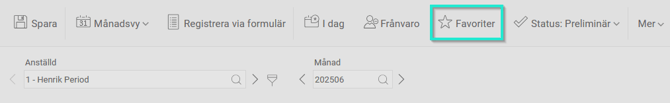 Spara Månadsvy Registrera via formulär I dag Frånvaro Favoriter Status: Preliminär Mer
Anställd Månad
1 - Henrik Period 202506